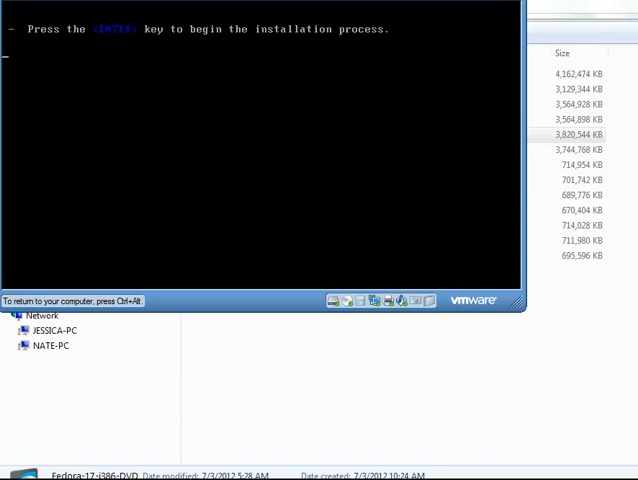 - Press the <ENTER> key to begin the installation process.
_
To return to your computer, press Ctrl+Alt.
vmware
Size
4,162,474 KB
3,129,344 KB
3,564,928 KB
3,564,898 KB
3,820,544 KB
3,744,768 KB
714,954 KB
701,742 KB
689,776 KB
670,404 KB
714,028 KB
711,980 KB
695,596 KB
Network
JESSICA-PC
NATE-PC
Fedora-17-i386-DVD Date modified: 7/3/2012 5:28 AM Date created: 7/3/2012 10:24 AM